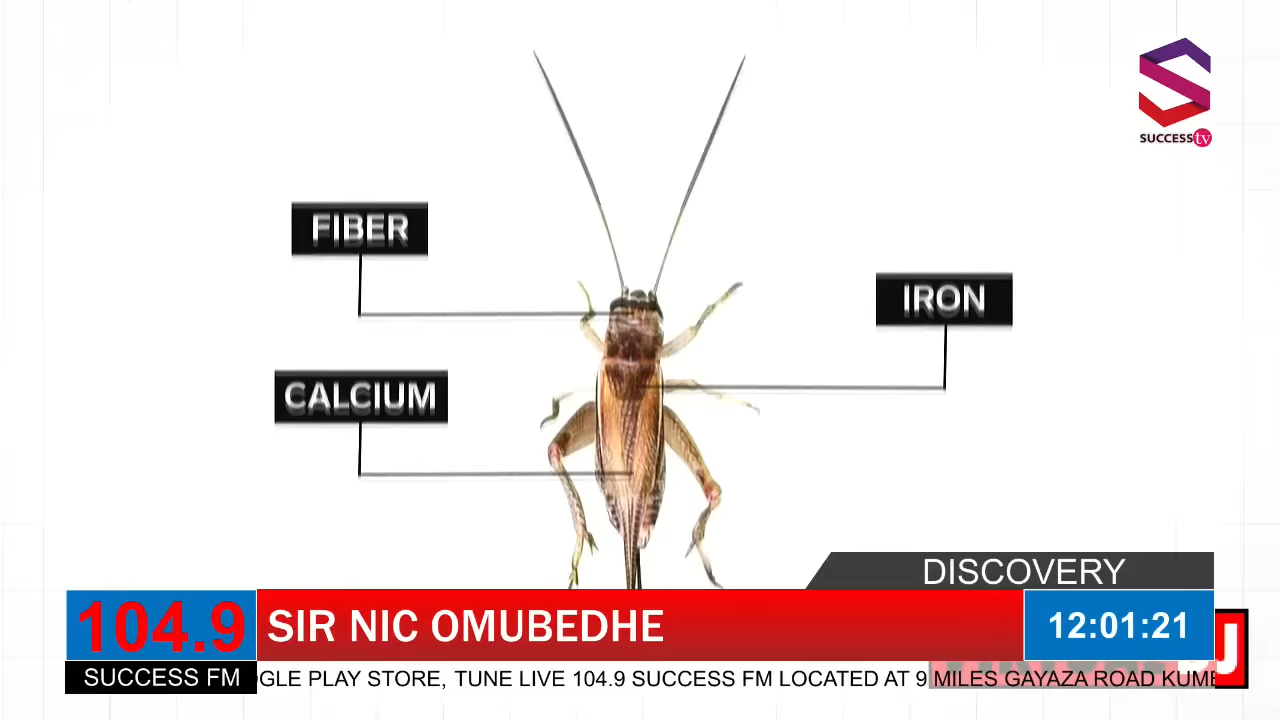 SUCCESS tv
FIBER
IRON
CALCIUM
DISCOVERY
104.9
SIR NIC OMUBEDHE
12:01:21
SUCCESS FM
GLE PLAY STORE, TUNE LIVE 104.9 SUCCESS FM LOCATED AT 9 MILES GAYAZA ROAD KUME